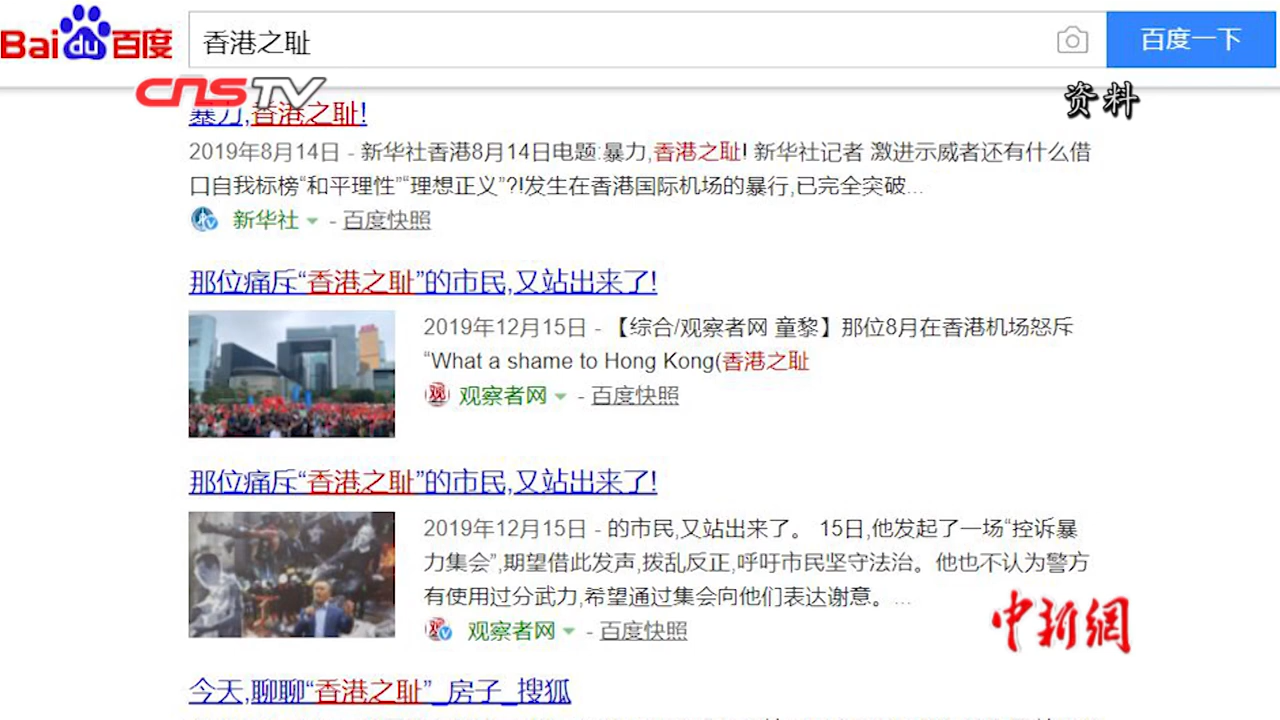 Bai du 百度
香港之耻
百度一下
CNSTV
资料
暴力,香港之耻!
2019年8月14日 - 新华社香港8月14日电题:暴力,香港之耻! 新华社记者 激进示威者还有什么借
口自我标榜“和平理性”“理想正义”?!发生在香港国际机场的暴行,已完全突破...
新华社 - 百度快照
那位痛斥“香港之耻”的市民,又站出来了!
2019年12月15日 - 【综合/观察者网 童黎】那位8月在香港机场怒斥
“What a shame to Hong Kong(香港之耻
观 观察者网 - 百度快照
那位痛斥“香港之耻”的市民,又站出来了!
2019年12月15日 - 的市民,又站出来了。 15日,他发起了一场“控诉暴
力集会”,期望借此发声,拨乱反正,呼吁市民坚守法治。他也不认为警方
有使用过分武力,希望通过集会向他们表达谢意。...
观 观察者网 - 百度快照
中新網
今天,聊聊“香港之耻”_房子_搜狐